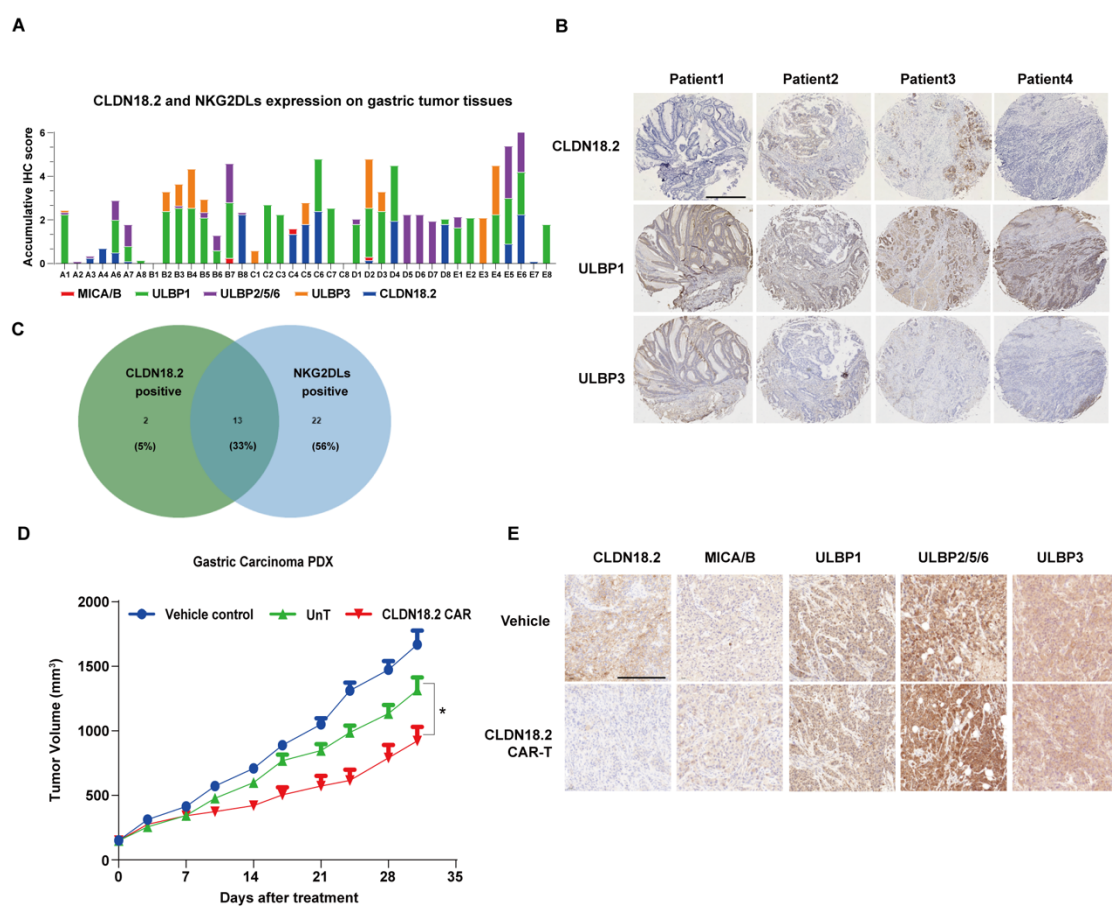 A
CLDN18.2 and NKG2DLs expression on gastric tumor tissues
Accumulative IHC score
6
4
2
0
A1 A2 A3 A4 A6 A7 A8 B1 B2 B3 B4 B5 B6 B7 B8 C1 C2 C3 C4 C5 C6 C7 C8 D1 D2 D3 D4 D5 D6 D7 D8 E1 E2 E3 E4 E5 E6 E7 E8
MICA/B ULBP1 ULBP2/5/6 ULBP3 CLDN18.2
B
Patient1 Patient2 Patient3 Patient4
CLDN18.2
ULBP1
ULBP3
C
CLDN18.2 positive
2
(5%)
13
(33%)
NKG2DLs positive
22
(56%)
D
Gastric Carcinoma PDX
Vehicle control UnT CLDN18.2 CAR
Tumor Volume (mm³)
2000
1500
1000
500
0
*
0 7 14 21 28 35
Days after treatment
E
CLDN18.2 MICA/B ULBP1 ULBP2/5/6 ULBP3
Vehicle
CLDN18.2
CAR-T